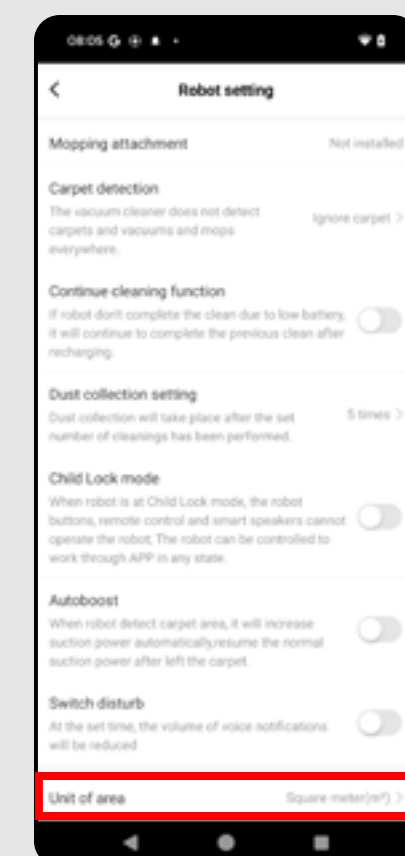 08:05 G
Robot setting
Mopping attachment Not installed
Carpet detection
The vacuum cleaner does not detect
carpets and vacuums and mops
everywhere.
Ignore carpet >
Continue cleaning function
If robot don't complete the clean due to low battery,
it will continue to complete the previous clean after
recharging.
Dust collection setting
Dust collection will take place after the set
number of cleanings has been performed.
5 times >
Child Lock mode
When robot is at Child Lock mode, the robot
buttons, remote control and smart speakers cannot
operate the robot, The robot can be controlled to
work through APP in any state.
Autoboost
When robot detect carpet area, it will increase
suction power automatically,resume the normal
suction power after left the carpet.
Switch disturb
At the set time, the volume of voice notifications
will be reduced
Unit of area Square meter(m²) >